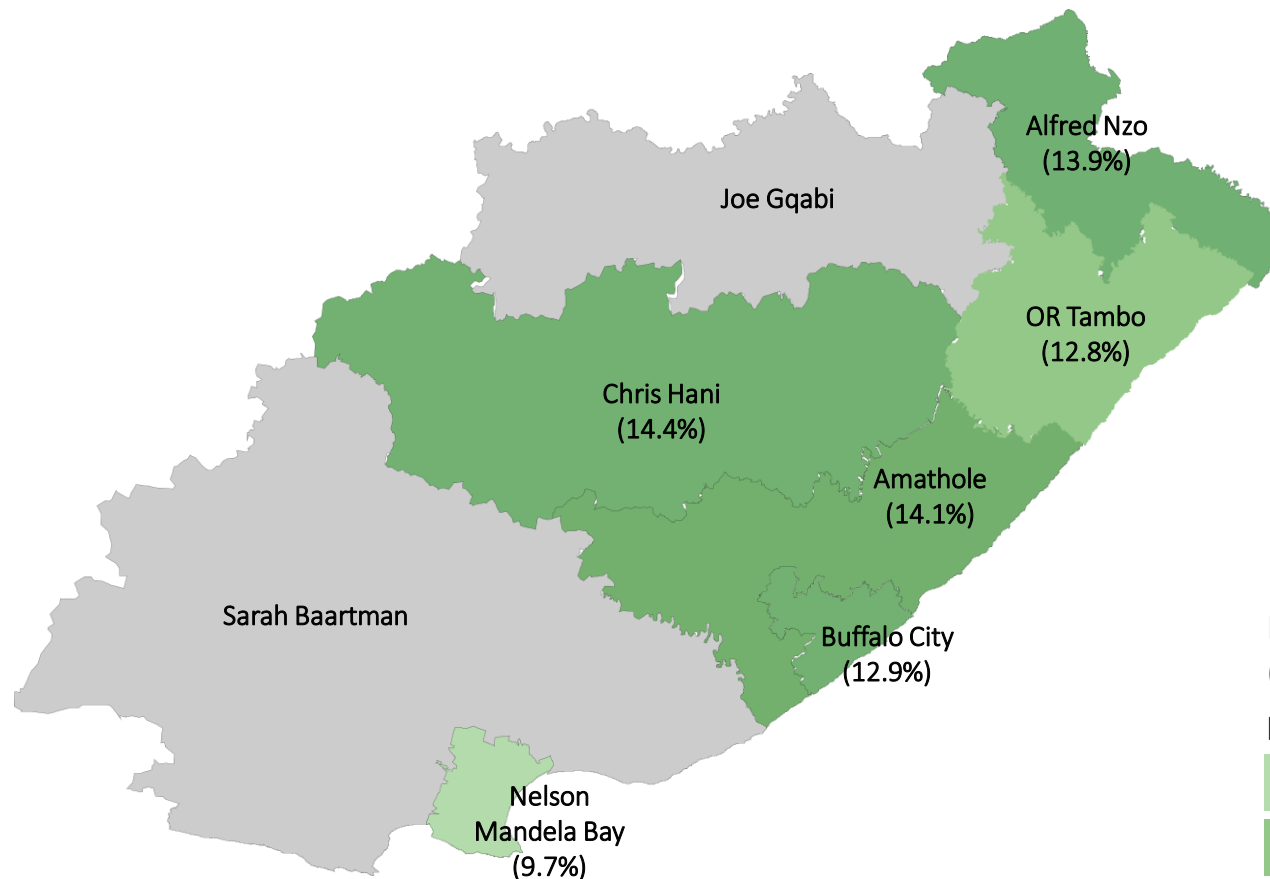 Alfred Nzo
(13.9%)
Joe Gqabi
OR Tambo
(12.8%)
Chris Hani
(14.4%)
Amathole
(14.1%)
Sarah Baartman
Buffalo City
(12.9%)
Nelson
Mandela Bay
(9.7%)